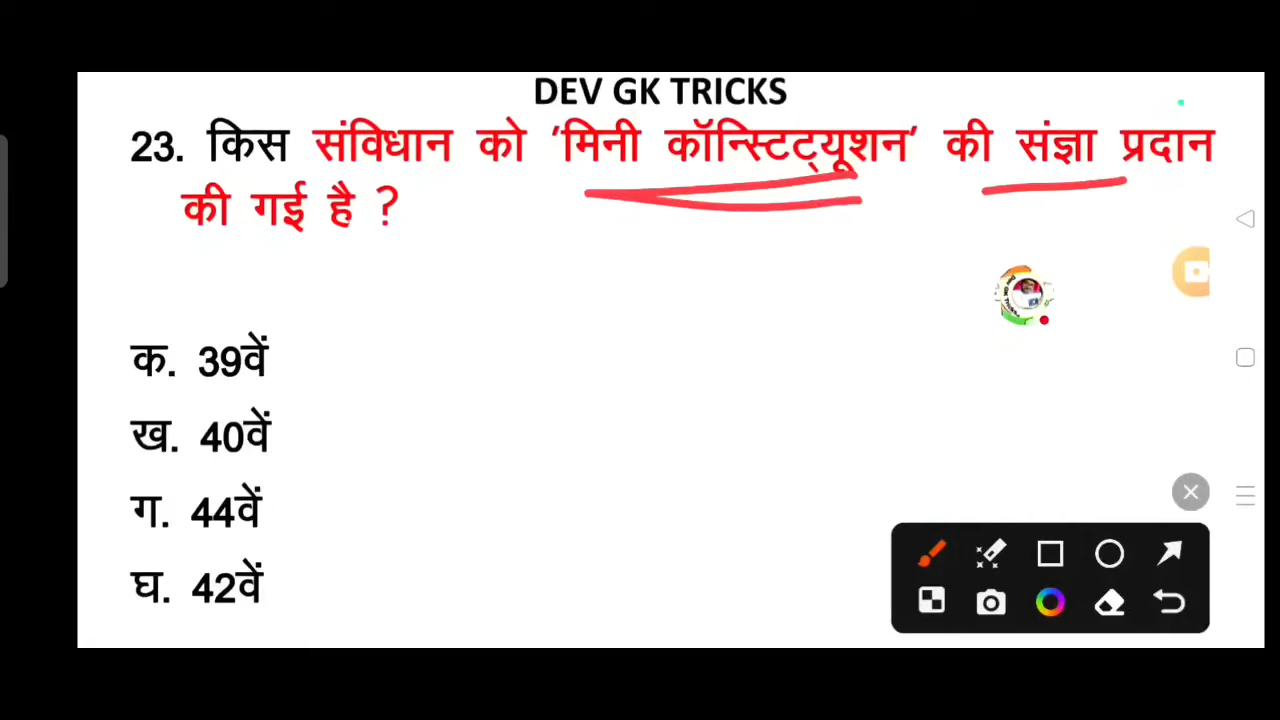 DEV GK TRICKS
23. किस संविधान को 'मिनी कॉन्स्टिट्यूशन' की संज्ञा प्रदान
की गई है ?
क. 39वें
ख. 40वें
ग. 44वें
घ. 42वें